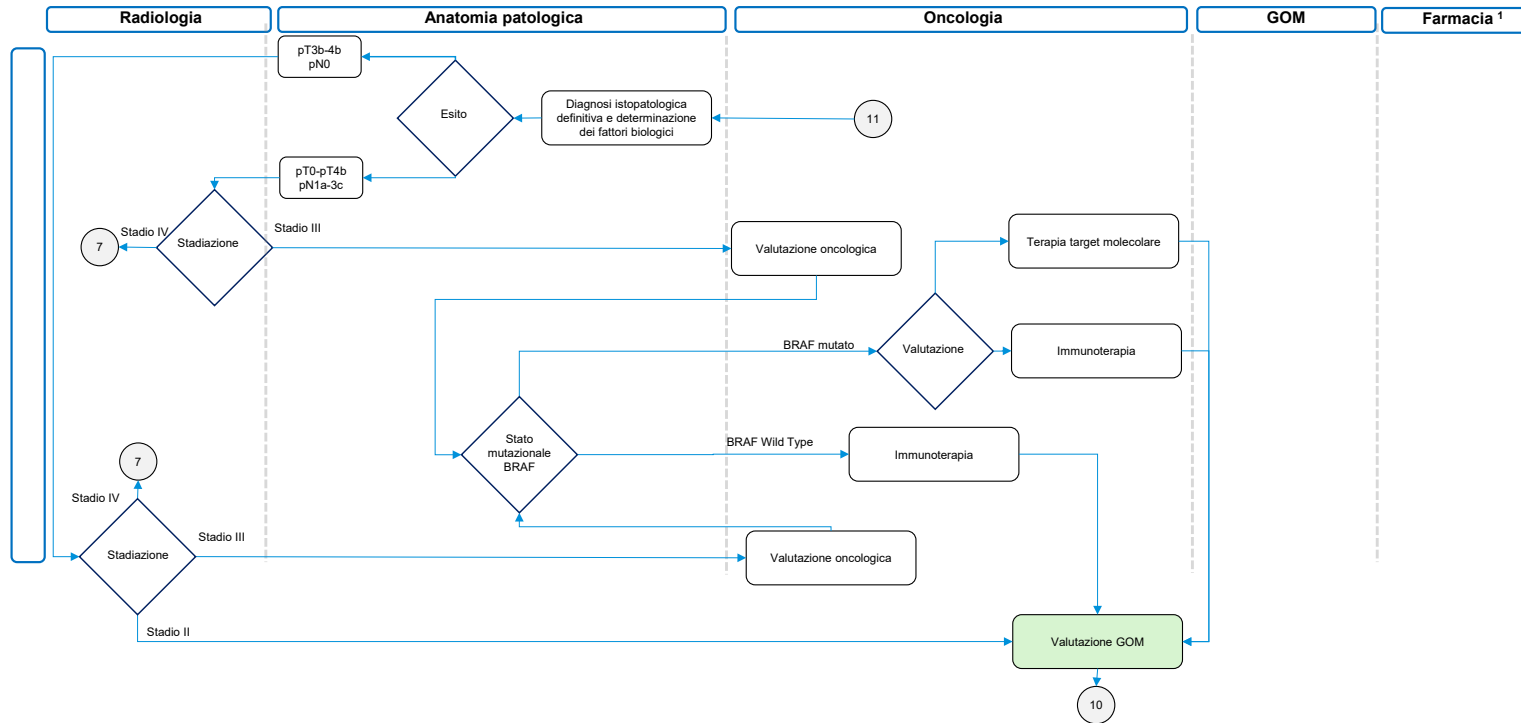 Radiologia
Anatomia patologica
Oncologia
GOM
Farmacia ¹
pT3b-4b
pN0
Esito
Diagnosi istopatologica
definitiva e determinazione
dei fattori biologici
11
pT0-pT4b
pN1a-3c
Stadio IV
7
Stadiazione
Stadio III
Valutazione oncologica
Terapia target molecolare
BRAF mutato
Valutazione
Immunoterapia
Stato
mutazionale
BRAF
BRAF Wild Type
Immunoterapia
7
Stadio IV
Stadiazione
Stadio III
Valutazione oncologica
Stadio II
Valutazione GOM
10